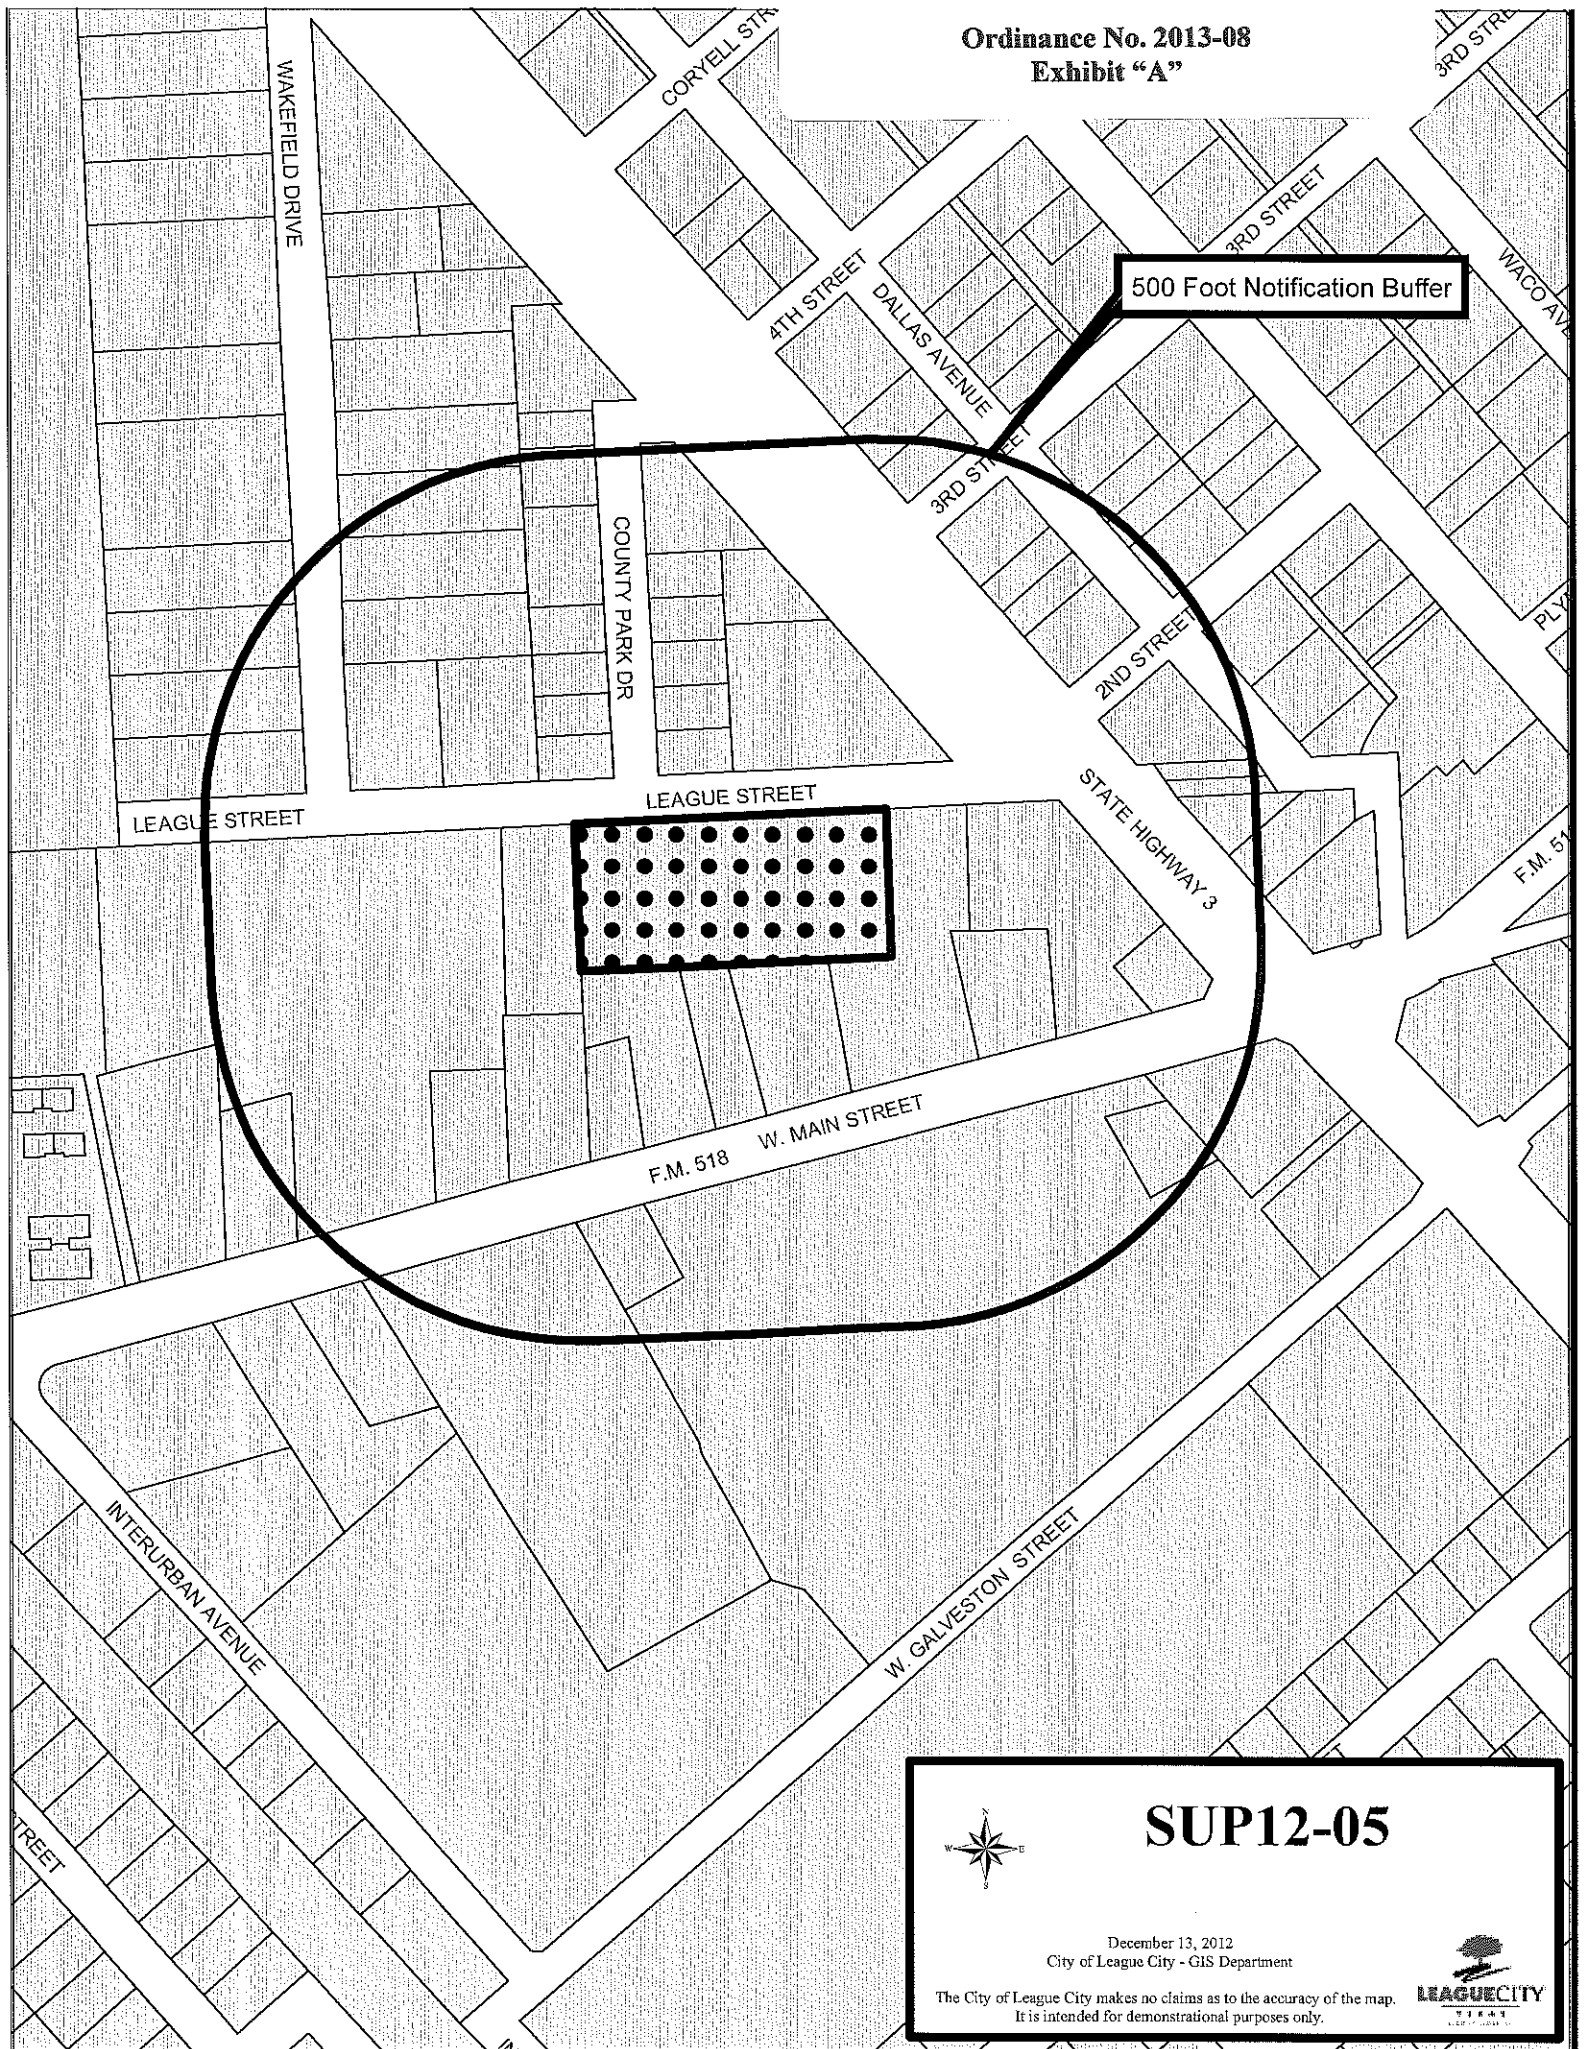 Ordinance No. 2013-08
Exhibit “A”
3RD STRE
WAKEFIELD DRIVE
3RD STREET
WACO AV
500 Foot Notification Buffer
4TH STREET
DALLAS AVENUE
3RD STREET
COUNTY PARK DR
2ND STREET
LEAGUE STREET
LEAGUE STREET
STATE HIGHWAY 3
F.M. 51
W. MAIN STREET
F.M. 518
INTERURBAN AVENUE
W. GALVESTON STREET
TREET
SUP12-05
N
W E
S
December 13, 2012
City of League City - GIS Department
The City of League City makes no claims as to the accuracy of the map.
It is intended for demonstrational purposes only.
LEAGUECITY
CORYELL STR
PLY
IN